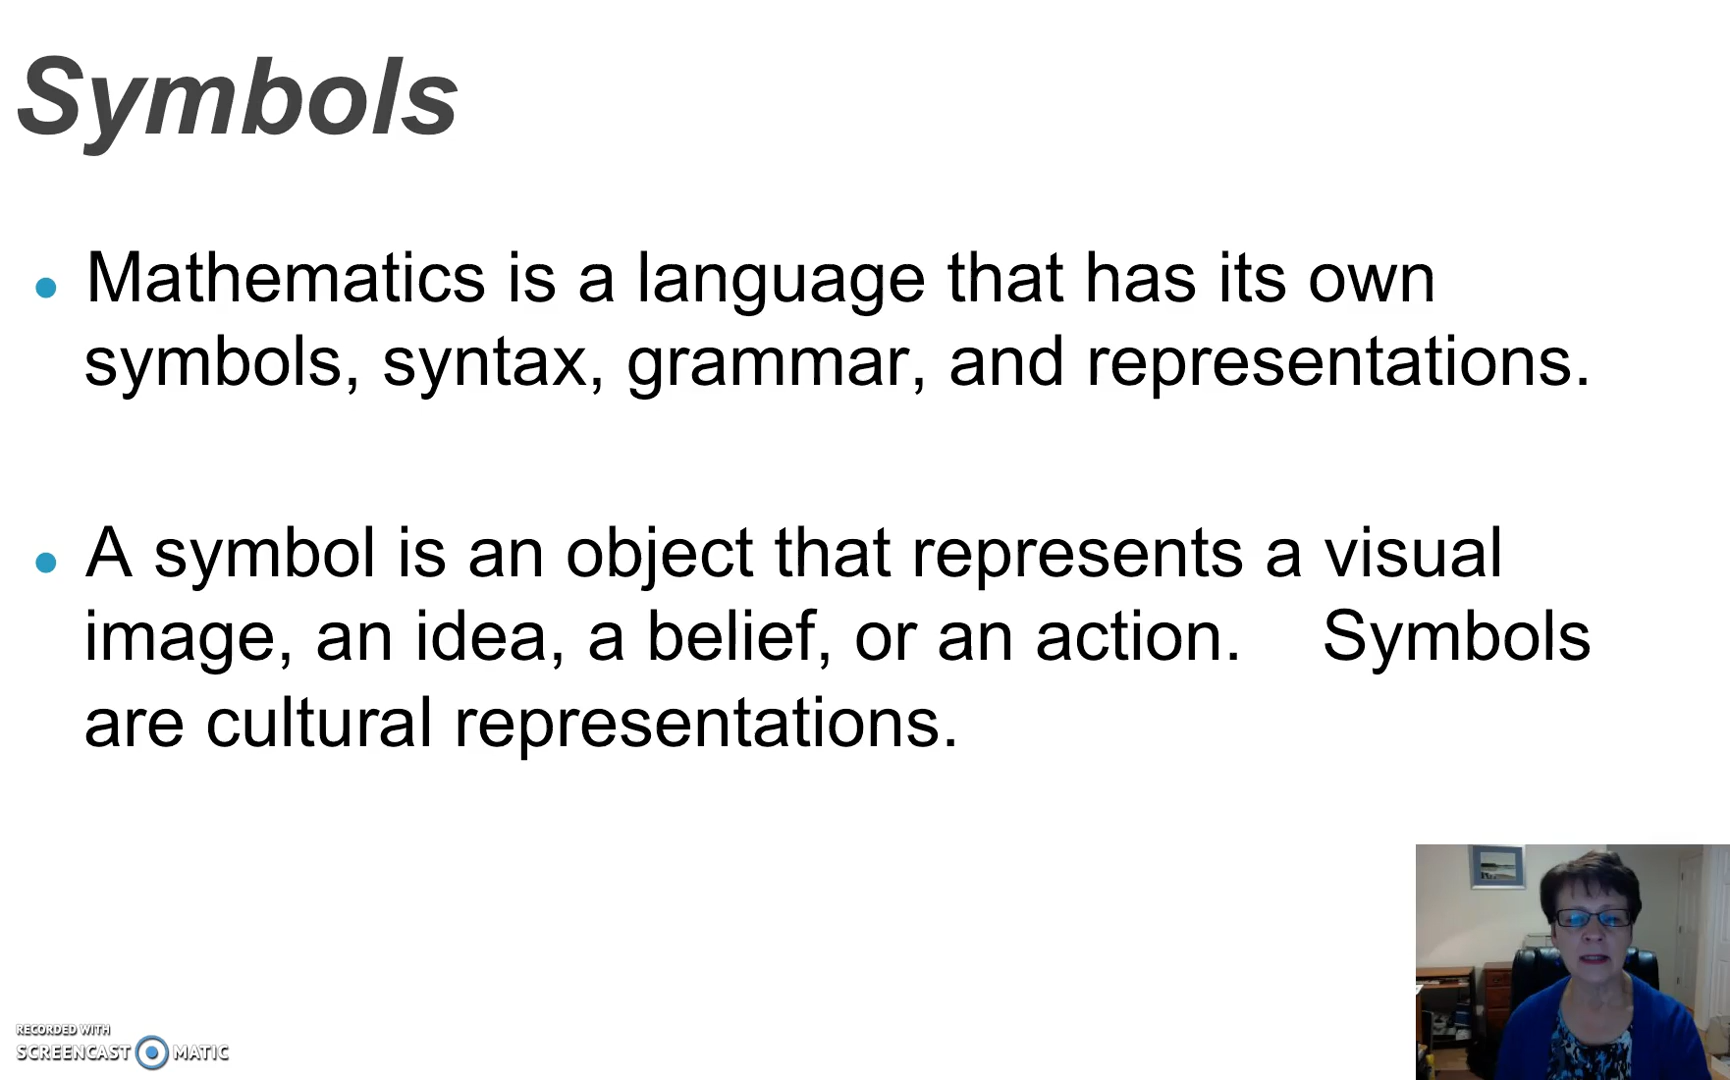 Symbols
Mathematics is a language that has its own
symbols, syntax, grammar, and representations.
A symbol is an object that represents a visual
image, an idea, a belief, or an action. Symbols
are cultural representations.
RECORDED WITH
SCREENCAST MATIC